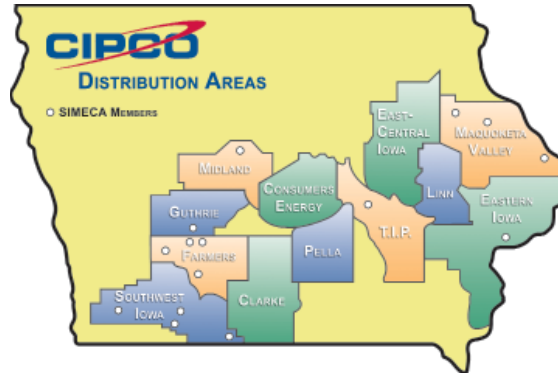 CIPCO
DISTRIBUTION AREAS
SIMECA MEMBERS
EAST-
CENTRAL
IOWA
MAQUOKETA
VALLEY
MIDLAND
CONSUMERS
ENERGY
LINN
EASTERN
IOWA
GUTHRIE
T.I.P.
PELLA
FARMERS
SOUTHWEST
IOWA
CLARKE